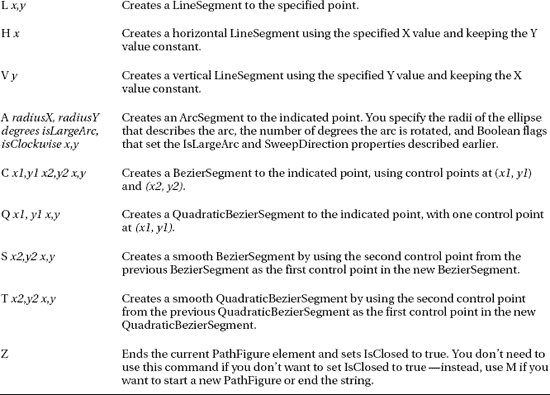 L x,y Creates a LineSegment to the specified point.
H x Creates a horizontal LineSegment using the specified X value and keeping the Y
value constant.
V y Creates a vertical LineSegment using the specified Y value and keeping the X
value constant.
A radiusX, radiusY Creates an ArcSegment to the indicated point. You specify the radii of the ellipse
degrees isLargeArc, that describes the arc, the number of degrees the arc is rotated, and Boolean flags
isClockwise x,y that set the IsLargeArc and SweepDirection properties described earlier.
C x1,y1 x2,y2 x,y Creates a BezierSegment to the indicated point, using control points at (x1, y1)
and (x2, y2).
Q x1, y1 x,y Creates a QuadraticBezierSegment to the indicated point, with one control point
at (x1, y1).
S x2,y2 x,y Creates a smooth BezierSegment by using the second control point from the
previous BezierSegment as the first control point in the new BezierSegment.
T x2,y2 x,y Creates a smooth QuadraticBezierSegment by using the second control point
from the previous QuadraticBezierSegment as the first control point in the new
QuadraticBezierSegment.
Z Ends the current PathFigure element and sets IsClosed to true. You don't need to
use this command if you don't want to set IsClosed to true —instead, use M if you
want to start a new PathFigure or end the string.